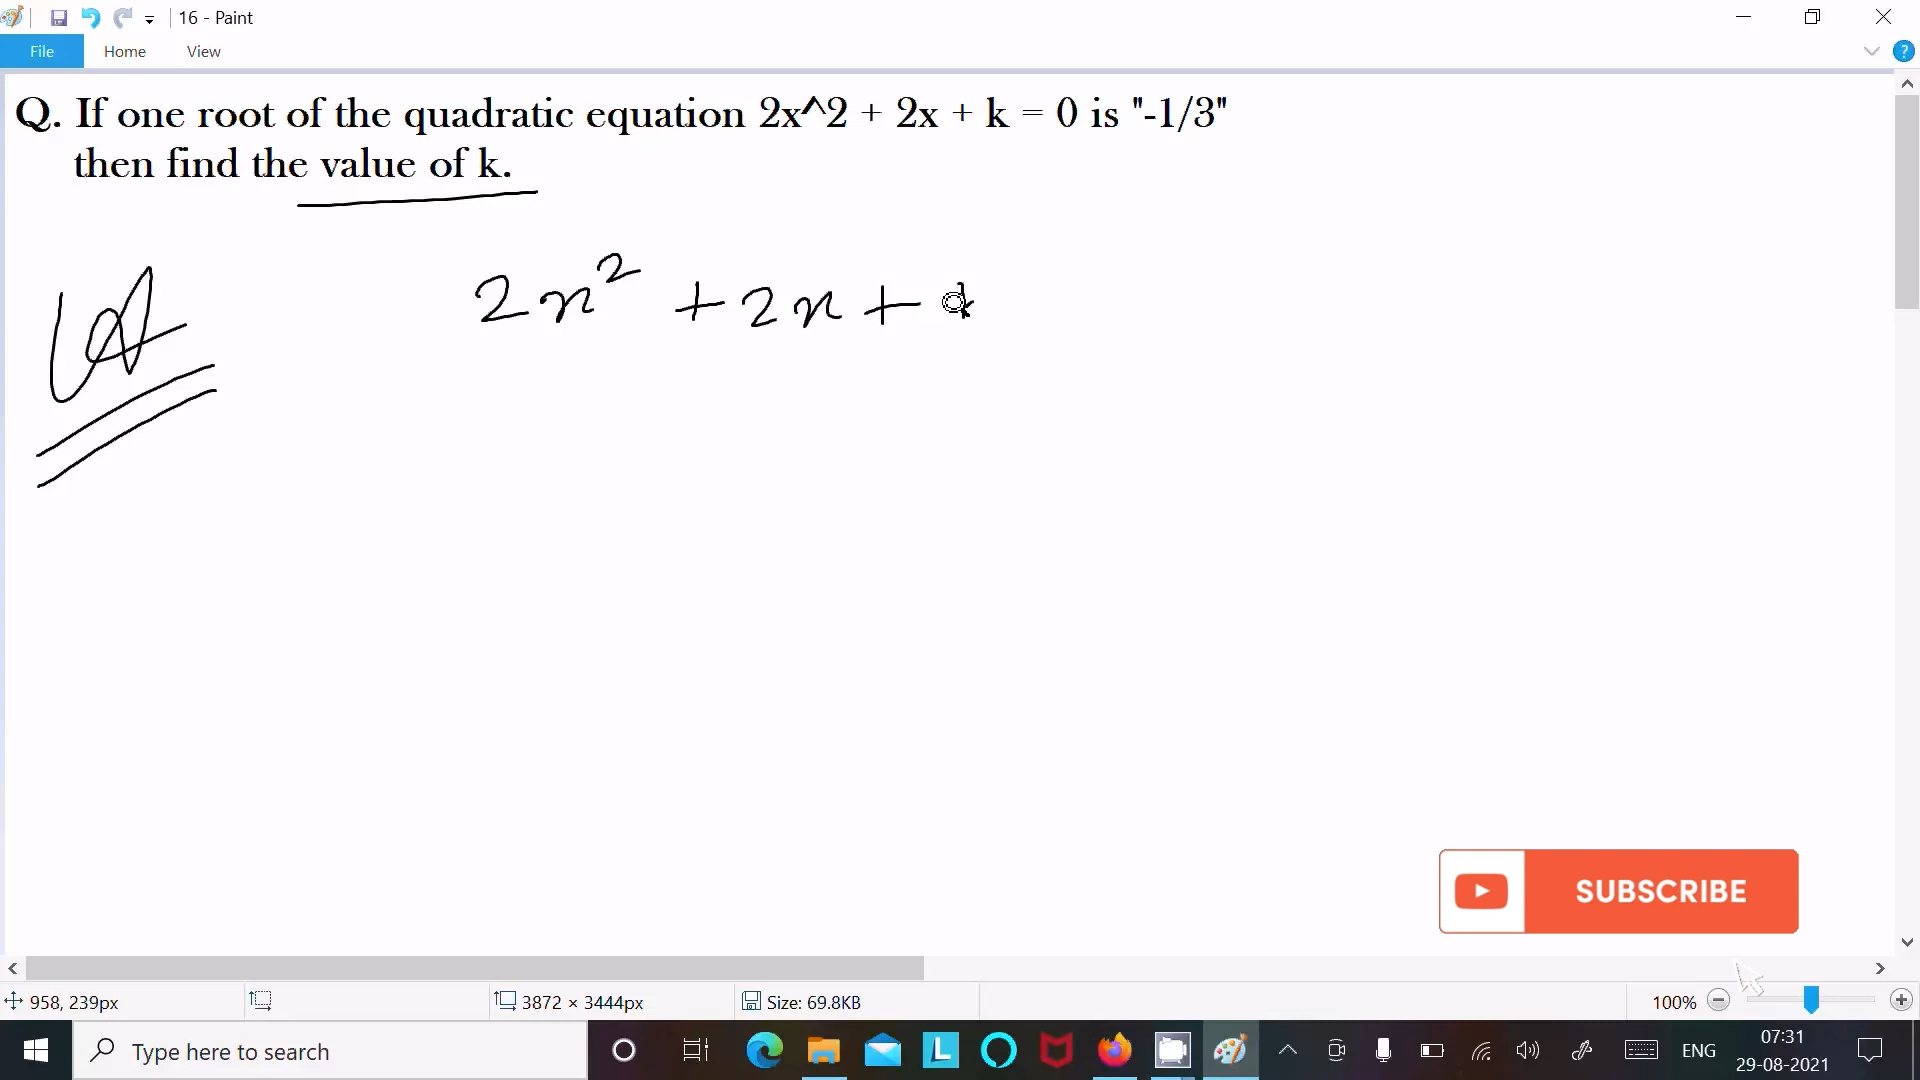 16 - Paint
File Home View
Q. If one root of the quadratic equation 2x^2 + 2x + k = 0 is "-1/3"
then find the value of k.
2x² + 2x +
SUBSCRIBE
958, 239px 3872 × 3444px Size: 69.8KB 100%
Type here to search
ENG
07:31
29-08-2021